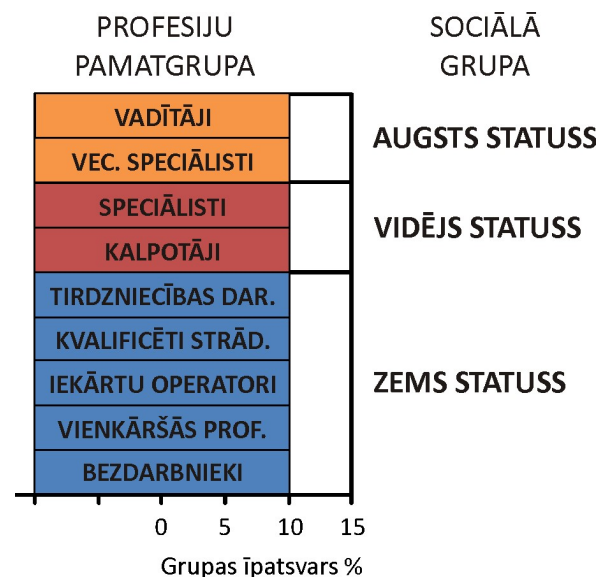 PROFESIJU
PAMATGRUPA
SOCIĀLĀ
GRUPA
VADĪTĀJI
VEC. SPECIĀLISTI
AUGSTS STATUSS
SPECIĀLISTI
KALPOTĀJI
VIDĒJS STATUSS
TIRDZNIECĪBAS DAR.
KVALIFICĒTI STRĀD.
IEKĀRTU OPERATORI
VIENKĀRŠĀS PROF.
BEZDARBNIEKI
ZEMS STATUSS
0 5 10 15
Grupas īpatsvars %